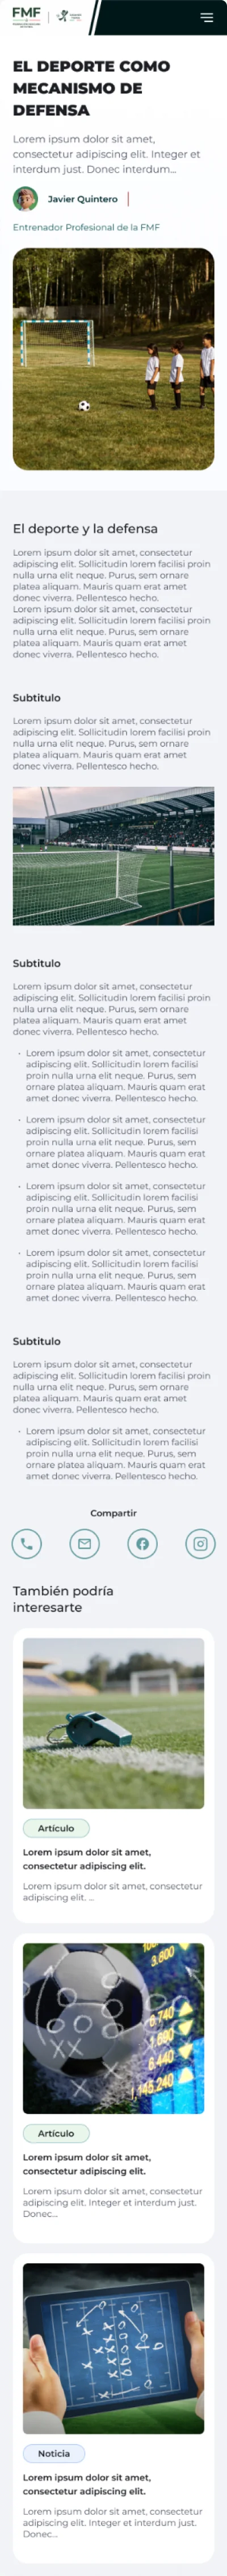 FMF
EL DEPORTE COMO
MECANISMO DE
DEFENSA
Lorem ipsum dolor sit amet,
consectetur adipiscing elit. Integer et
interdum just. Donec interdum...
Javier Quintero
Entrenador Profesional de la FMF
El deporte y la defensa
Lorem ipsum dolor sit amet, consectetur
adipiscing elit. Sollicitudin lorem facilisi proin
nulla urna elit neque. Purus, sem ornare
platea aliquam. Mauris quam erat amet
donec viverra. Pellentesco hecho.
Lorem ipsum dolor sit amet, consectetur
adipiscing elit. Sollicitudin lorem facilisi proin
nulla urna elit neque. Purus, sem ornare
platea aliquam. Mauris quam erat amet
donec viverra. Pellentesco hecho.
Subtitulo
Lorem ipsum dolor sit amet, consectetur
adipiscing elit. Sollicitudin lorem facilisi proin
nulla urna elit neque. Purus, sem ornare
platea aliquam. Mauris quam erat amet
donec viverra. Pellentesco hecho.
Subtitulo
Lorem ipsum dolor sit amet, consectetur
adipiscing elit. Sollicitudin lorem facilisi proin
nulla urna elit neque. Purus, sem ornare
platea aliquam. Mauris quam erat amet
donec viverra. Pellentesco hecho.
• Lorem ipsum dolor sit amet, consectetur
adipiscing elit. Sollicitudin lorem facilisi
proin nulla urna elit neque. Purus, sem
ornare platea aliquam. Mauris quam erat
amet donec viverra. Pellentesco hecho.
• Lorem ipsum dolor sit amet, consectetur
adipiscing elit. Sollicitudin lorem facilisi
proin nulla urna elit neque. Purus, sem
ornare platea aliquam. Mauris quam erat
amet donec viverra. Pellentesco hecho.
• Lorem ipsum dolor sit amet, consectetur
adipiscing elit. Sollicitudin lorem facilisi
proin nulla urna elit neque. Purus, sem
ornare platea aliquam. Mauris quam erat
amet donec viverra. Pellentesco hecho.
• Lorem ipsum dolor sit amet, consectetur
adipiscing elit. Sollicitudin lorem facilisi
proin nulla urna elit neque. Purus, sem
ornare platea aliquam. Mauris quam erat
amet donec viverra. Pellentesco hecho.
Subtitulo
Lorem ipsum dolor sit amet, consectetur
adipiscing elit. Sollicitudin lorem facilisi proin
nulla urna elit neque. Purus, sem ornare
platea aliquam. Mauris quam erat amet
donec viverra. Pellentesco hecho.
• Lorem ipsum dolor sit amet, consectetur
adipiscing elit. Sollicitudin lorem facilisi
proin nulla urna elit neque. Purus, sem
ornare platea aliquam. Mauris quam erat
amet donec viverra. Pellentesco hecho.
Compartir
También podría
interesarte
Artículo
Lorem ipsum dolor sit amet,
consectetur adipiscing elit.
Lorem ipsum dolor sit amet, consectetur
adipiscing elit. ...
3.800
6.740
1.690
6.440
145.240
Artículo
Lorem ipsum dolor sit amet,
consectetur adipiscing elit.
Lorem ipsum dolor sit amet, consectetur
adipiscing elit. Integer et interdum just.
Donec...
Noticia
Lorem ipsum dolor sit amet,
consectetur adipiscing elit.
Lorem ipsum dolor sit amet, consectetur
adipiscing elit. Integer et interdum just.
Donec...